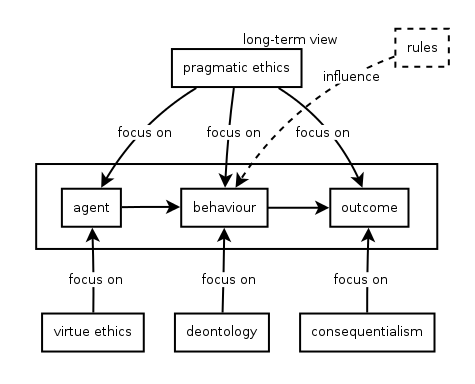 long-term view
rules
pragmatic ethics
influence
focus on
focus on
focus on
agent
behaviour
outcome
focus on
focus on
focus on
virtue ethics
deontology
consequentialism